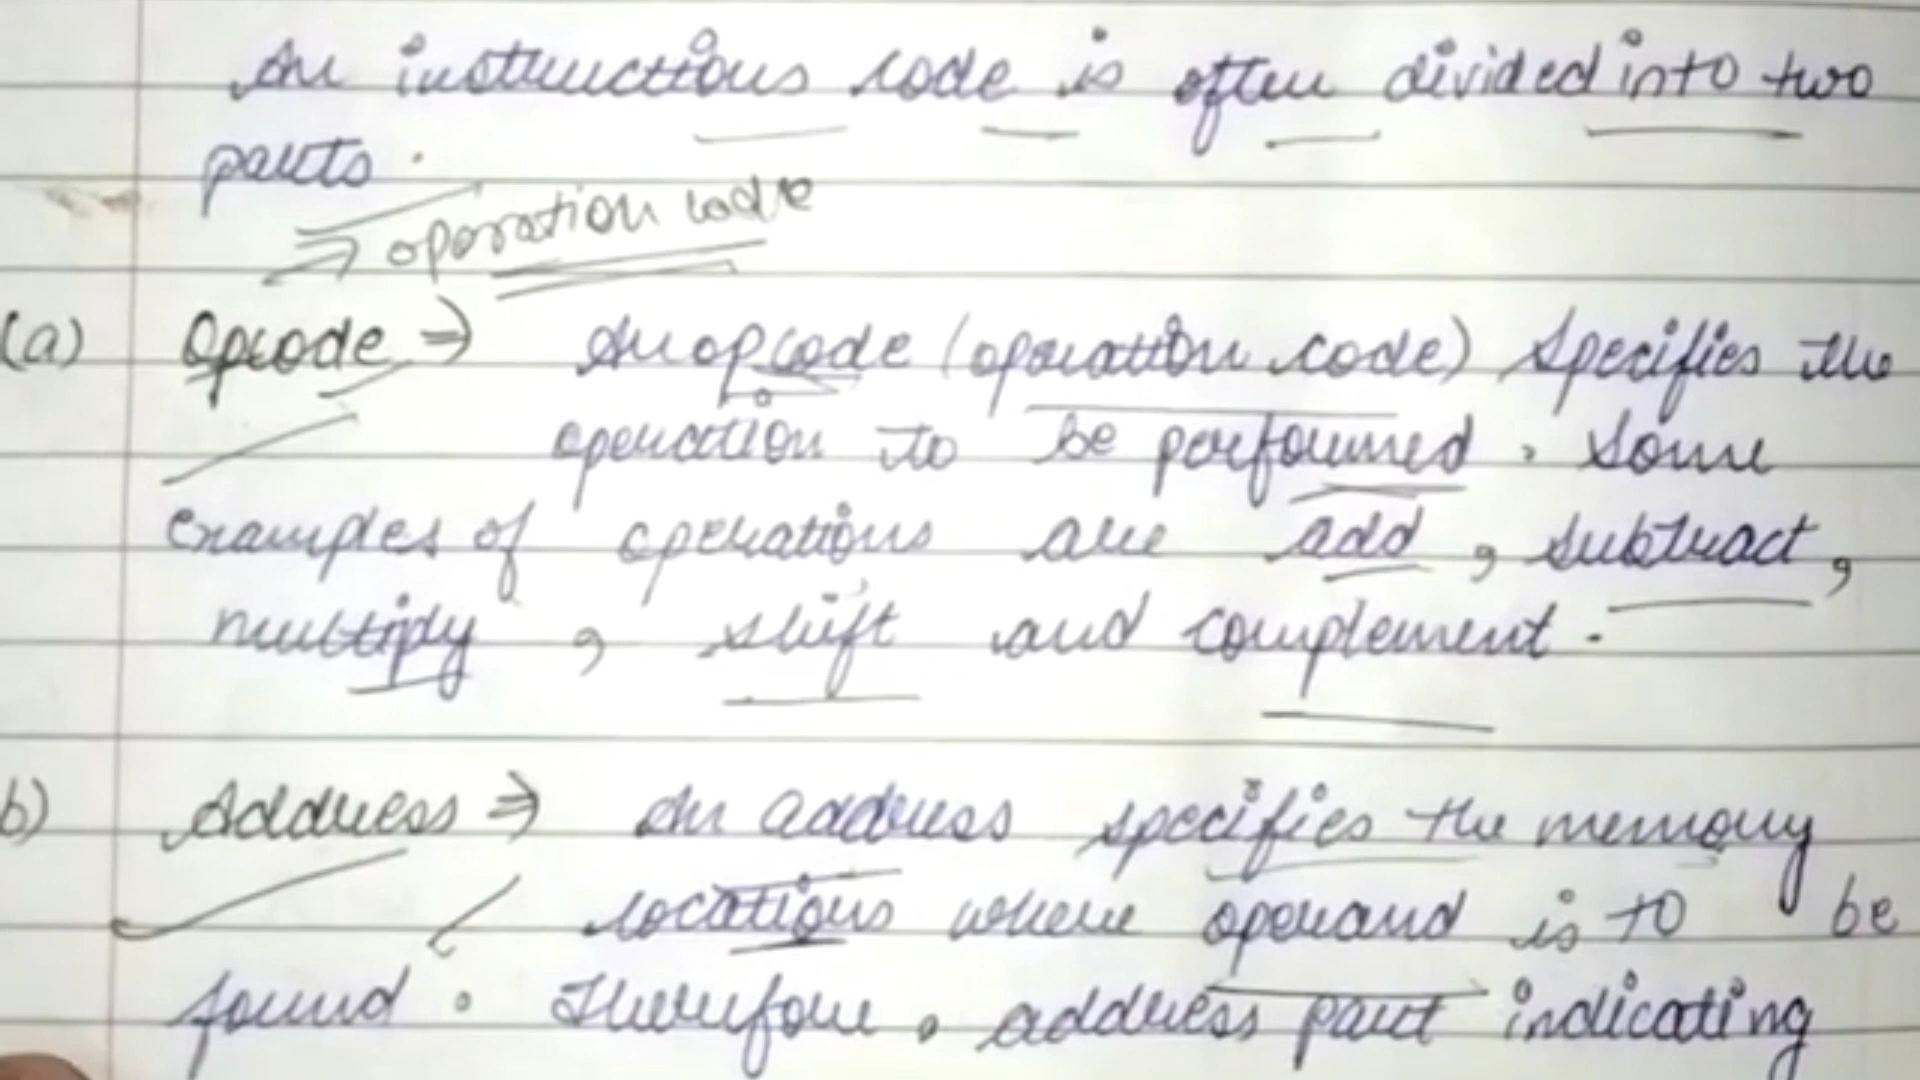 An instructions code is often divided into two
parts.
⇒ operation code
(a) Opcode ⇒ An opcode (operation code) specifies the
operation to be performed. Some
examples of operations are add, subtract,
multiply, shift and complement.
b) Address ⇒ An address specifies the memory
locations where operand is to be
found. Therefore, address part indicating